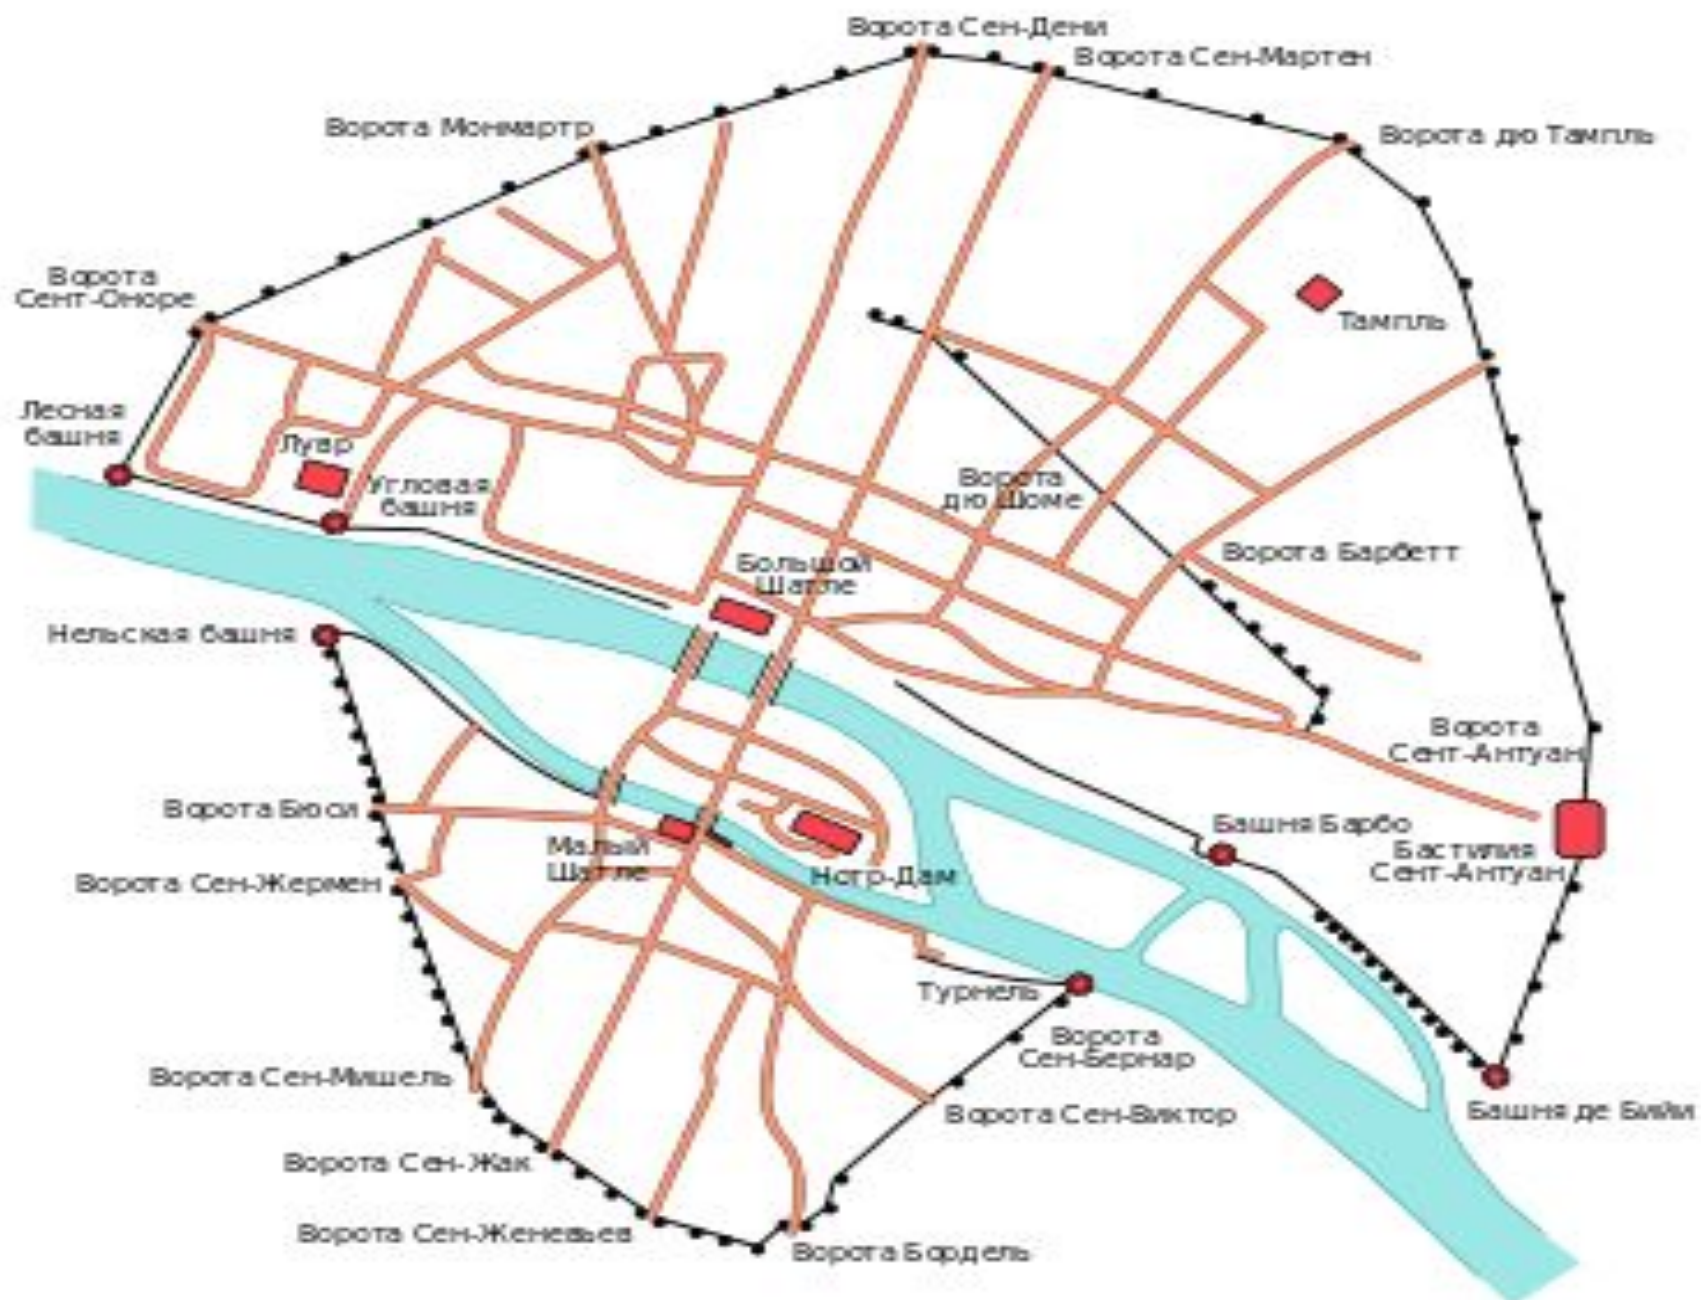 Ворота Сен-Дени
Ворота Сен-Мартен
Ворота Монмартр
Ворота дю Тампль
Ворота
Сент-Оноре
Тампль
Лесная
башня
Лувр
Угловая
башня
Ворота
дю Шоме
Ворота Барбетт
Большой
Шатле
Нельская башня
Ворота
Сент-Антуан
Ворота Бюси
Башня Барбо
Малый
Шатле
Бастилия
Сент-Антуан
Нотр-Дам
Ворота Сен-Жермен
Турнель
Ворота
Сен-Бернар
Ворота Сен-Мишель
Ворота Сен-Виктор
Башня де Бийи
Ворота Сен-Жак
Ворота Сен-Женевьев
Ворота Бордель